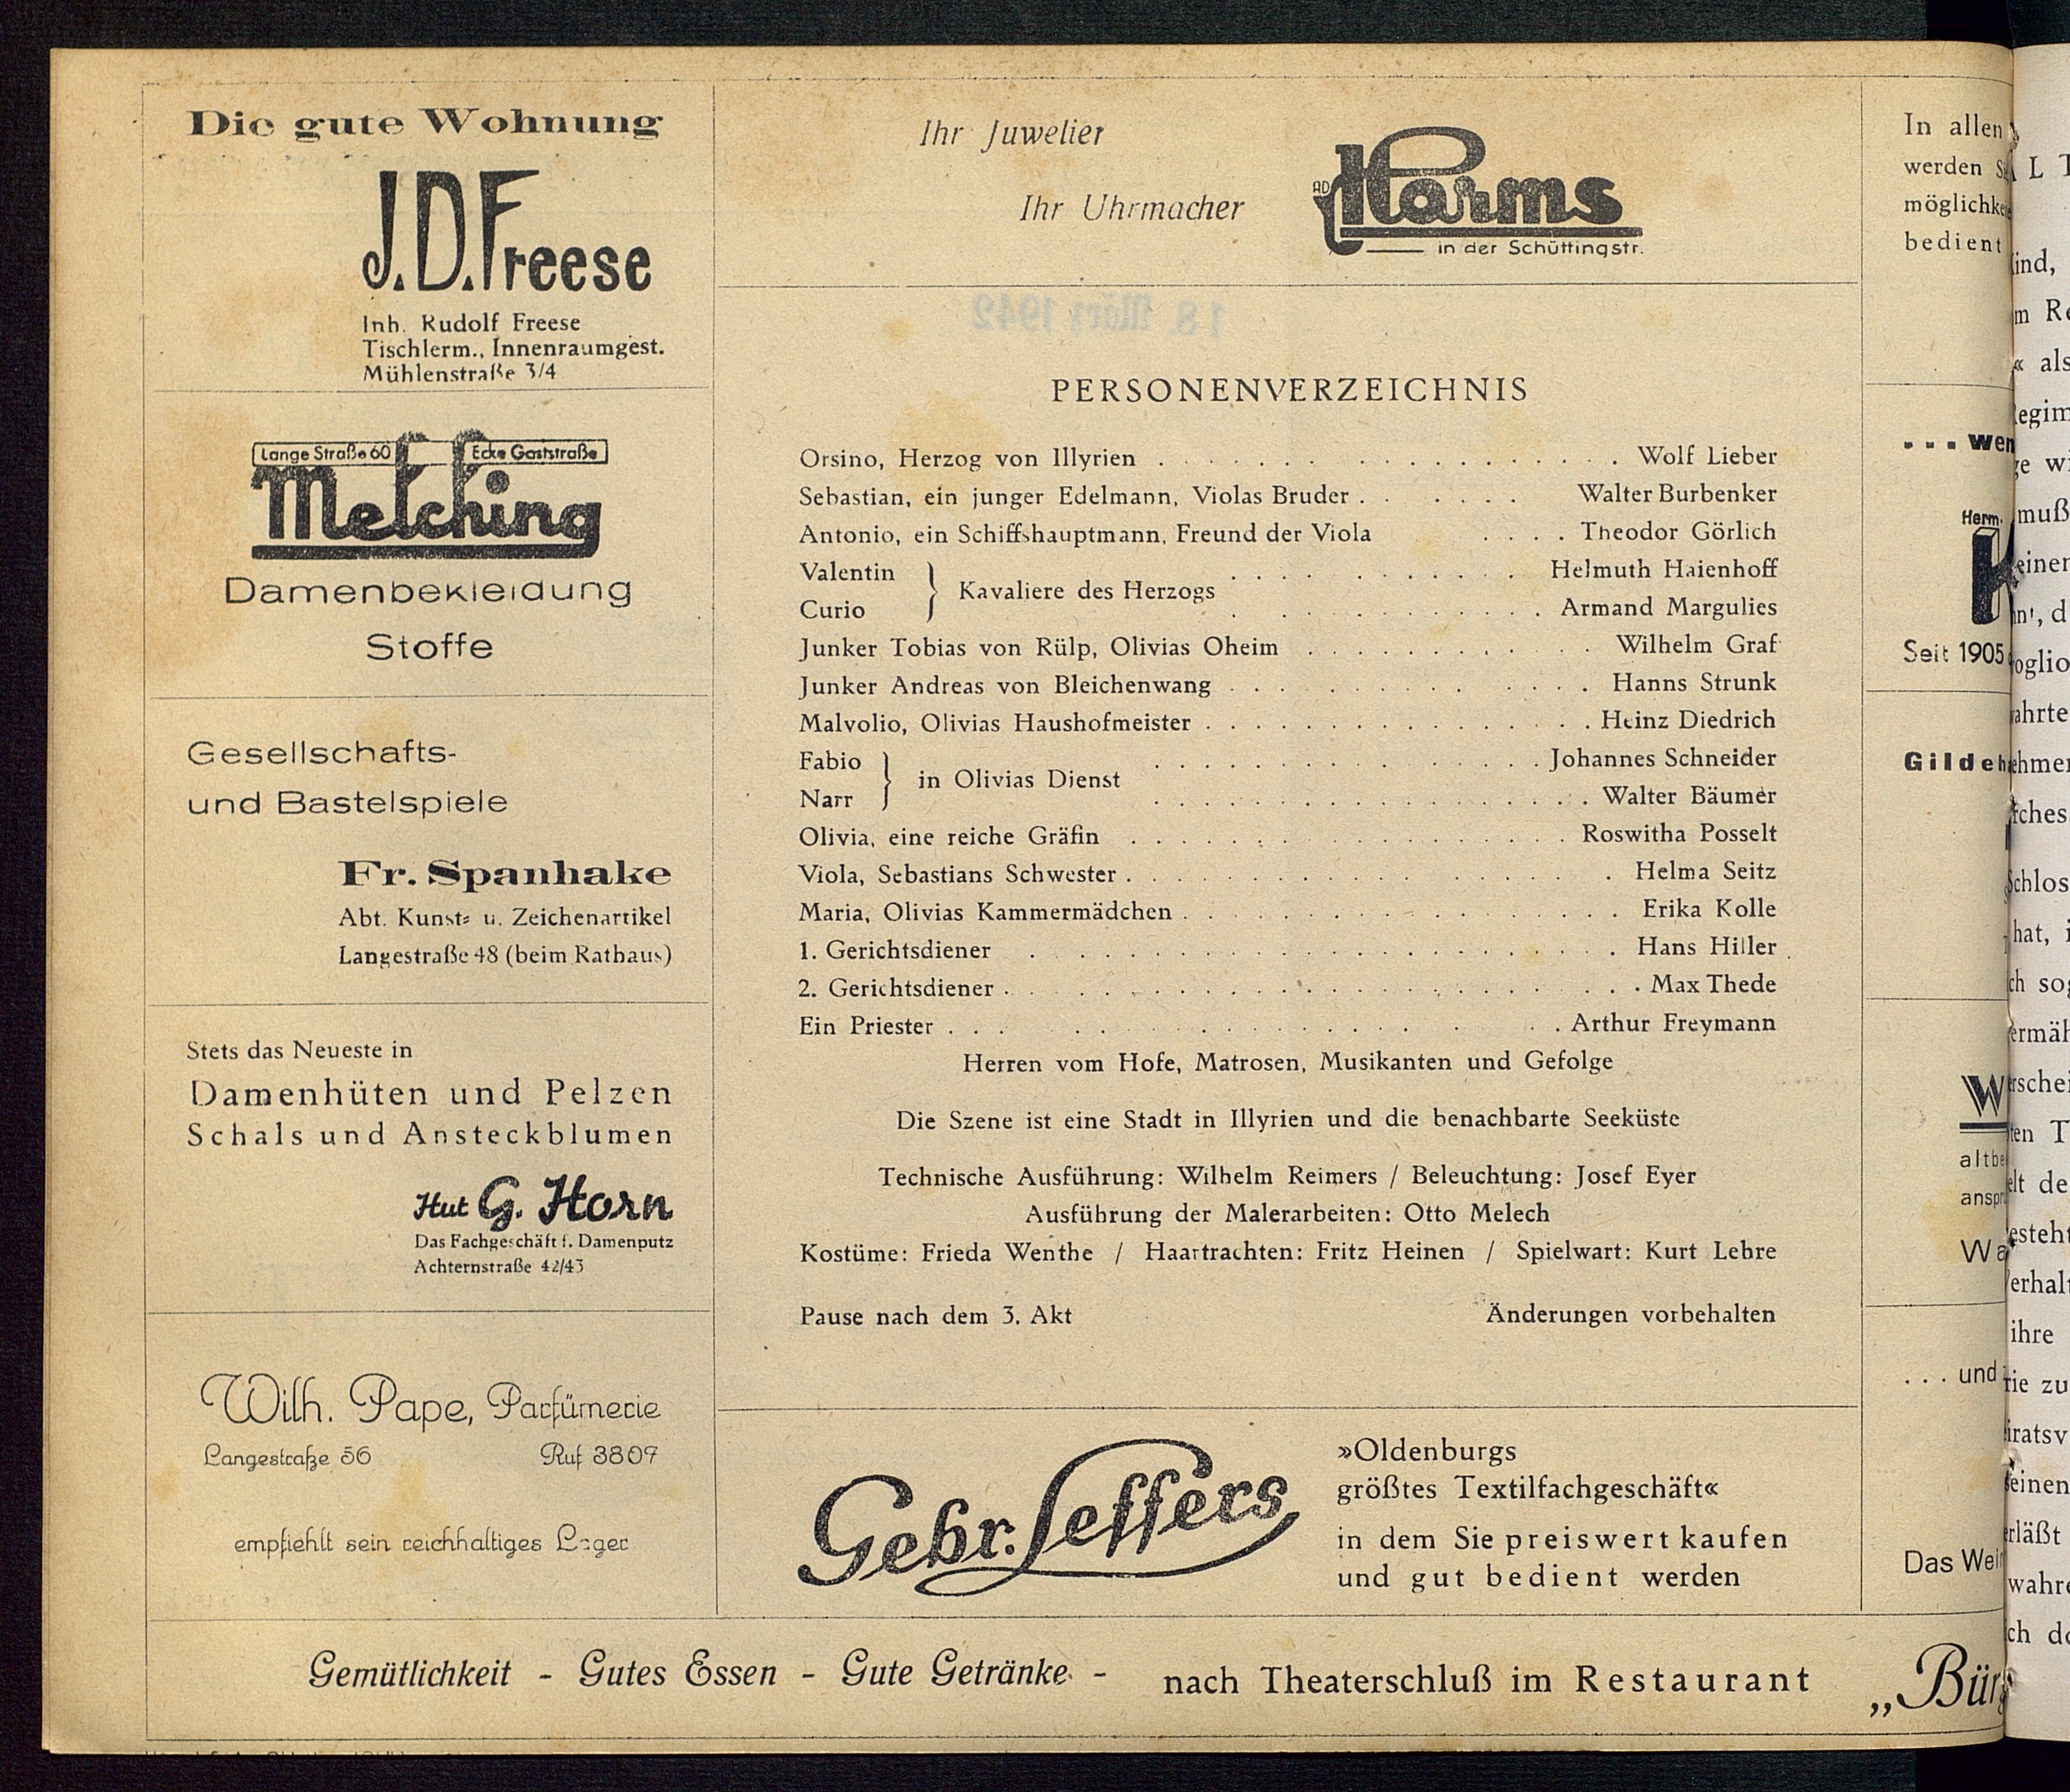 Die gute Wohnung
J.D.Freese
Inh. Rudolf Freese
Tischlerm., Innenraumgest.
Mühlenstraße 3/4
Lange Straße 60 Ecke Gaststraße
Melching
Damenbekleidung
Stoffe
Gesellschafts-
und Bastelspiele
Fr. Spanhake
Abt. Kunst- u. Zeichenartikel
Langestraße 48 (beim Rathaus)
Stets das Neueste in
Damenhüten und Pelzen
Schals und Ansteckblumen
Hut G. Horn
Das Fachgeschäft f. Damenputz
Achternstraße 42/43
Wilh. Pape, Parfümerie
Langestraße 56 Ruf 3807
empfiehlt sein reichhaltiges Lager
Ihr Juwelier
Ihr Uhrmacher
AD Harms
in der Schüttingstr.
18. März 1942
PERSONENVERZEICHNIS
Orsino, Herzog von Illyrien . . . . . . . . . . Wolf Lieber
Sebastian, ein junger Edelmann, Violas Bruder . . . . . Walter Burbenker
Antonio, ein Schiffshauptmann, Freund der Viola . . . . Theodor Görlich
Valentin } Kavaliere des Herzogs . . . . . . . . Helmuth Haienhoff
Curio } . . . . . . . . Armand Margulies
Junker Tobias von Rülp, Olivias Oheim . . . . . . . . Wilhelm Graf
Junker Andreas von Bleichenwang . . . . . . . . Hanns Strunk
Malvolio, Olivias Haushofmeister . . . . . . . . Heinz Diedrich
Fabio } in Olivias Dienst . . . . . . . . Johannes Schneider
Narr } . . . . . . . . Walter Bäumer
Olivia, eine reiche Gräfin . . . . . . . . Roswitha Posselt
Viola, Sebastians Schwester . . . . . . . . Helma Seitz
Maria, Olivias Kammermädchen . . . . . . . . Erika Kolle
1. Gerichtsdiener . . . . . . . . Hans Hiller
2. Gerichtsdiener . . . . . . . . Max Thede
Ein Priester . . . . . . . . Arthur Freymann
Herren vom Hofe, Matrosen, Musikanten und Gefolge
Die Szene ist eine Stadt in Illyrien und die benachbarte Seeküste
Technische Ausführung: Wilhelm Reimers / Beleuchtung: Josef Eyer
Ausführung der Malerarbeiten: Otto Melech
Kostüme: Frieda Wenthe / Haartrachten: Fritz Heinen / Spielwart: Kurt Lehre
Pause nach dem 3. Akt Änderungen vorbehalten
Gebr. Leffers
»Oldenburgs
größtes Textilfachgeschäft«
in dem Sie preiswert kaufen
und gut bedient werden
Gemütlichkeit - Gutes Essen - Gute Getränke - nach Theaterschluß im Restaurant
In allen
werden
bedient
Herm.
Seit 1905
. . . und